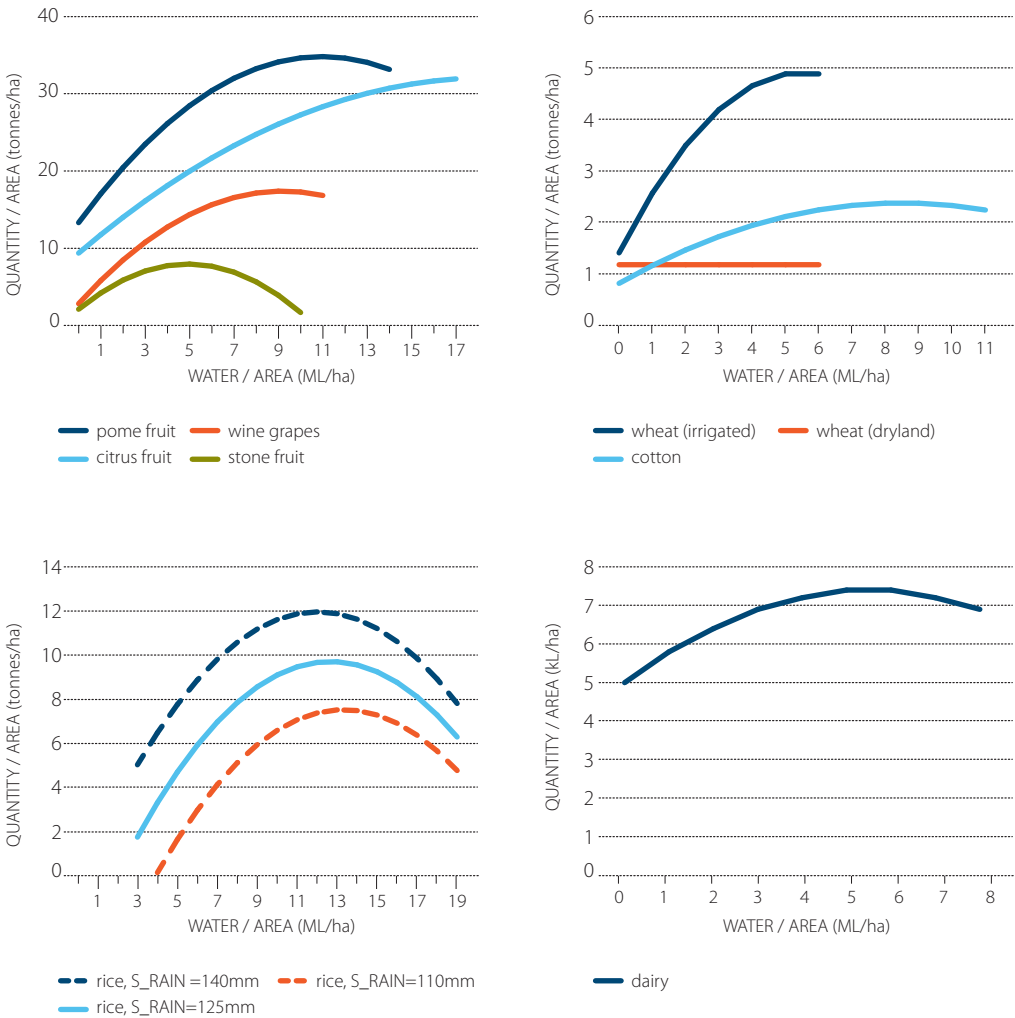 QUANTITY / AREA (tonnes/ha)
40
30
20
10
0
1 3 5 7 9 11 13 15 17
WATER / AREA (ML/ha)
pome fruit wine grapes
citrus fruit stone fruit
QUANTITY / AREA (tonnes/ha)
6
5
4
3
2
1
0
0 1 2 3 4 5 6 7 8 9 10 11
WATER / AREA (ML/ha)
wheat (irrigated) wheat (dryland)
cotton
QUANTITY / AREA (tonnes/ha)
14
12
10
8
6
4
2
0
1 3 5 7 9 11 13 15 17 19
WATER / AREA (ML/ha)
rice, S_RAIN =140mm rice, S_RAIN=110mm
rice, S_RAIN=125mm
QUANTITY / AREA (kL/ha)
8
7
6
5
4
3
2
1
0
0 1 2 3 4 5 6 7 8
WATER / AREA (ML/ha)
dairy